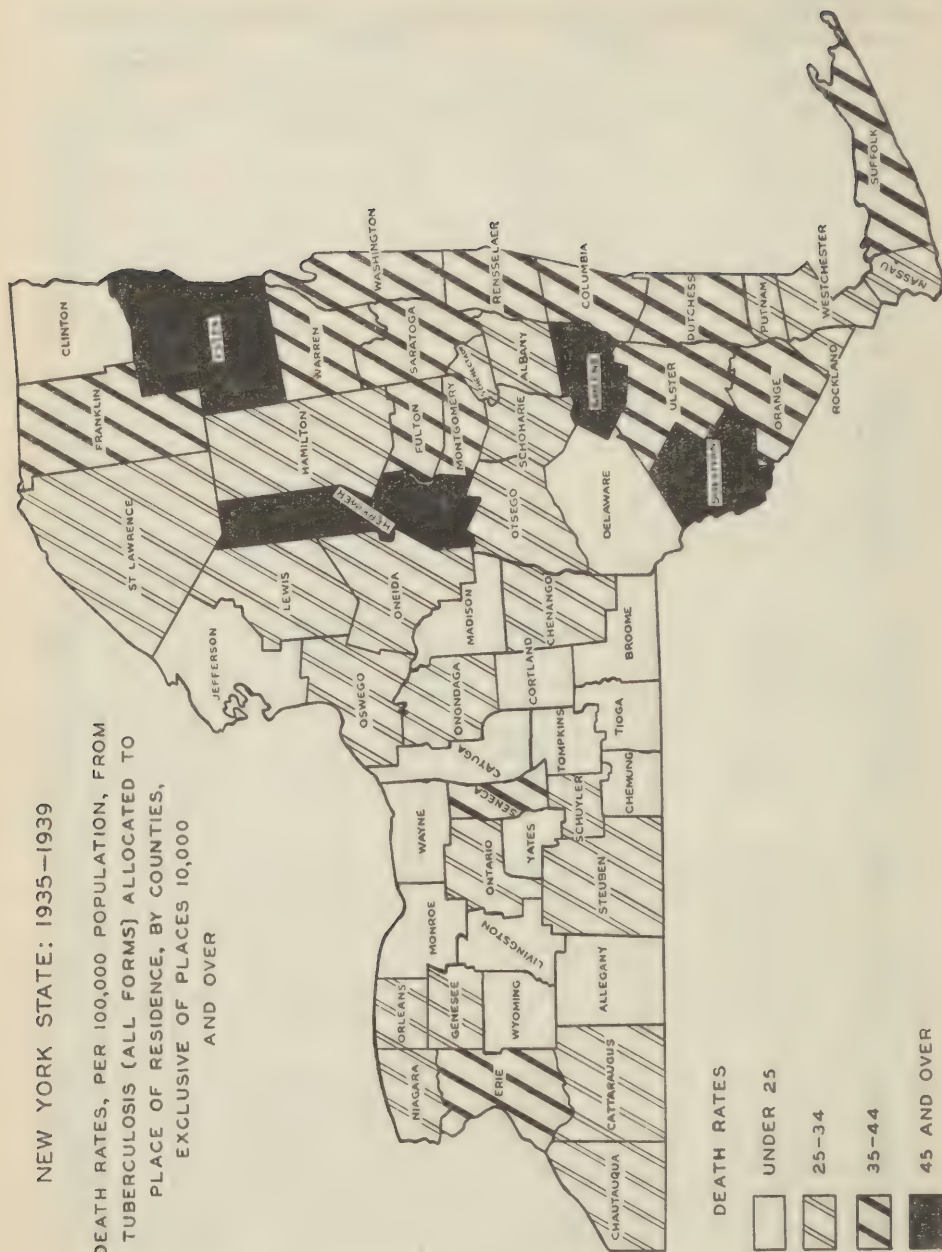 NEW YORK STATE: 1935—1939
DEATH RATES, PER 100,000 POPULATION, FROM
TUBERCULOSIS (ALL FORMS) ALLOCATED TO
PLACE OF RESIDENCE, BY COUNTIES,
EXCLUSIVE OF PLACES 10,000
AND OVER
CLINTON
FRANKLIN
ST LAWRENCE
ESSEX
JEFFERSON
LEWIS
HERKIMER
HAMILTON
WARREN
WASHINGTON
OSWEGO
ONEIDA
FULTON
SARATOGA
MONTGOMERY
RENSSELAER
ALBANY
SCHOHARIE
OTSEGO
MADISON
ONONDAGA
CAYUGA
SENECA
WAYNE
ONTARIO
YATES
MONROE
LIVINGSTON
ORLEANS
GENESEE
WYOMING
NIAGARA
ERIE
CHAUTAUQUA
CATTARAUGUS
ALLEGANY
STEUBEN
SCHUYLER
CHEMUNG
TOMPKINS
TIOGA
CORTLAND
BROOME
CHENANGO
DELAWARE
GREENE
COLUMBIA
ULSTER
DUTCHESS
ORANGE
PUTNAM
ROCKLAND
WESTCHESTER
NASSAU
SUFFOLK
DEATH RATES
UNDER 25
25-34
35-44
45 AND OVER